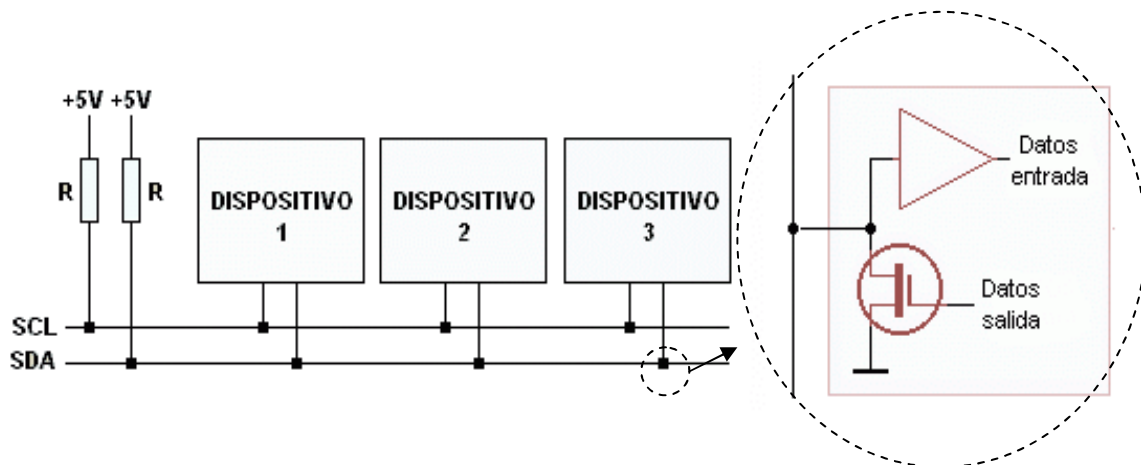 +5V +5V
R
R
DISPOSITIVO
1
DISPOSITIVO
2
DISPOSITIVO
3
SCL
SDA
Datos
entrada
Datos
salida